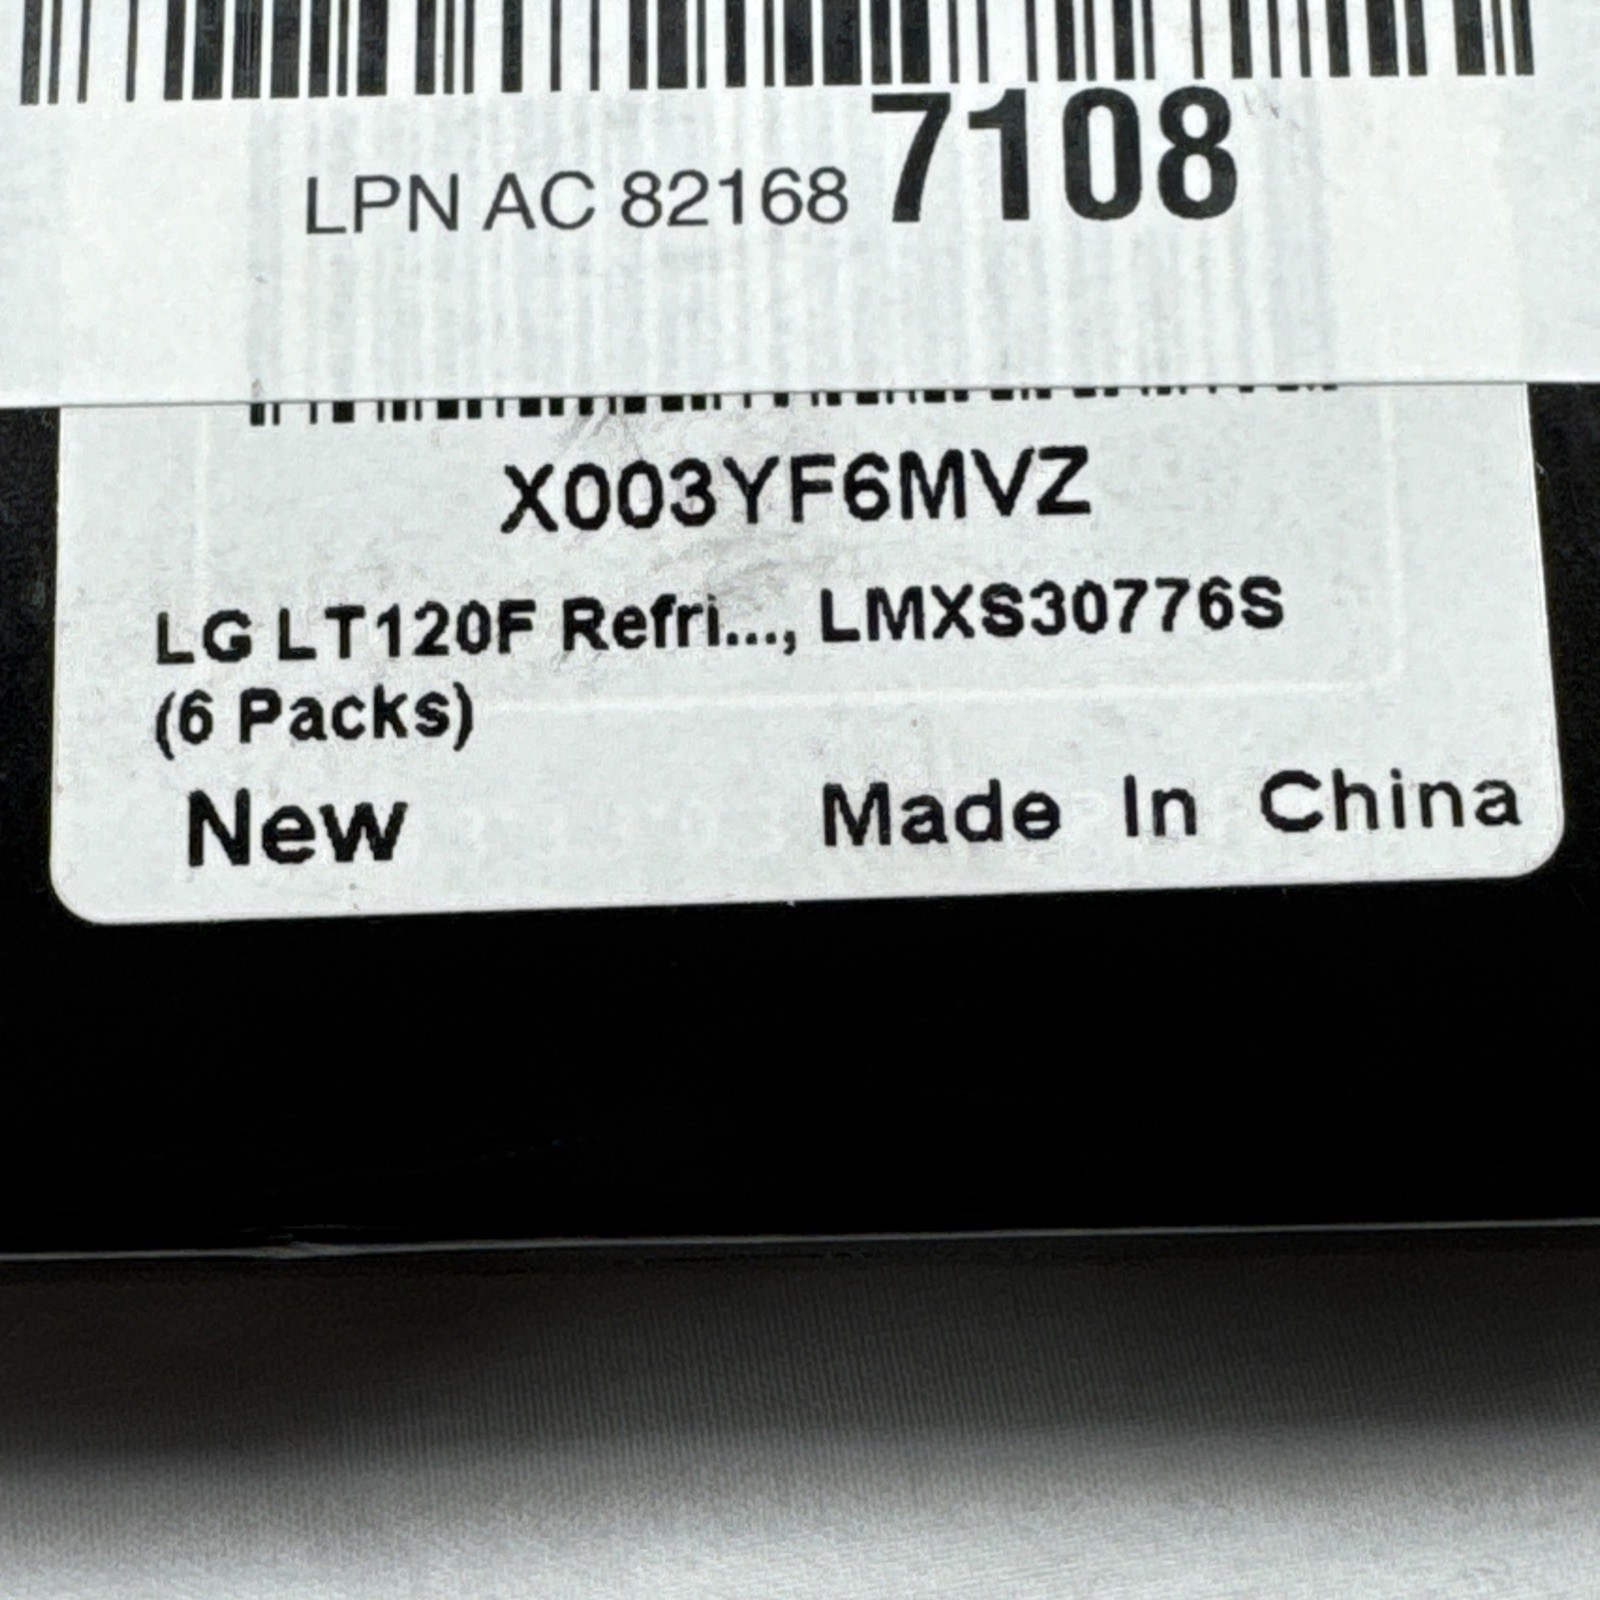 LPN AC 82168 7108
X003YF6MVZ
LG LT120F Refri..., LMXS30776S
(6 Packs)
New Made In China